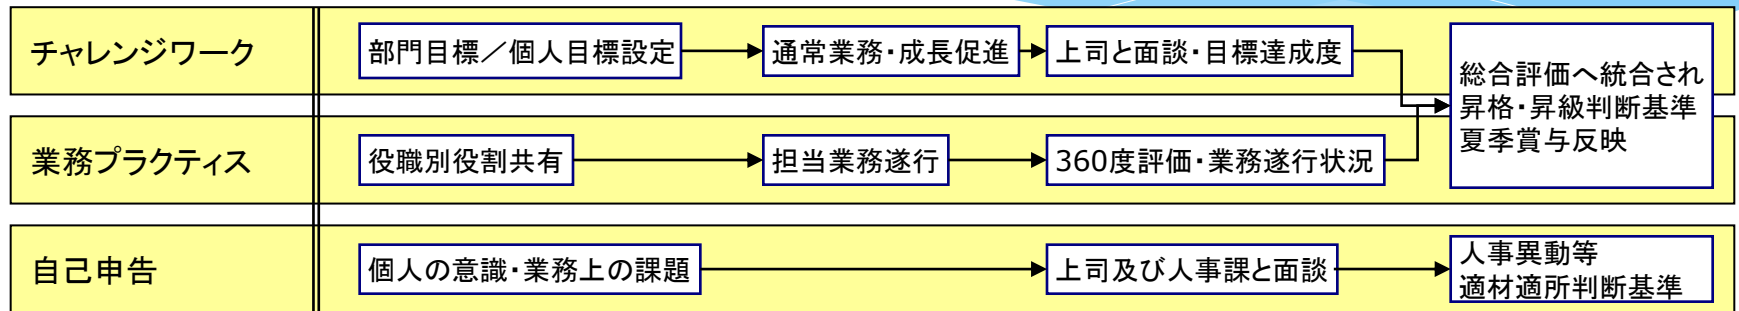 チャレンジワーク
部門目標／個人目標設定
通常業務・成長促進
上司と面談・目標達成度
総合評価へ統合され
昇格・昇級判断基準
夏季賞与反映
業務プラクティス
役職別役割共有
担当業務遂行
360度評価・業務遂行状況
自己申告
個人の意識・業務上の課題
上司及び人事課と面談
人事異動等
適材適所判断基準